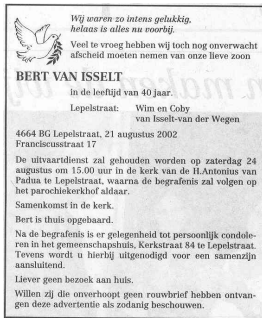 Wij waren zo intens gelukkig,
helaas is alles nu voorbij.
Veel te vroeg hebben wij toch nog onverwacht
afscheid moeten nemen van onze lieve zoon
BERT VAN ISSELT
in de leeftijd van 40 jaar.
Lepelstraat: Wim en Coby
van Isselt-van der Wegen
4664 BG Lepelstraat, 21 augustus 2002
Franciscusstraat 17
De uitvaartdienst zal gehouden worden op zaterdag 24
augustus om 15.00 uur in de kerk van de H.Antonius van
Padua te Lepelstraat, waarna de begrafenis zal volgen op
het parochiekerkhof aldaar.
Samenkomst in de kerk.
Bert is thuis opgebaard.
Na de begrafenis is er gelegenheid tot persoonlijk condole-
ren in het gemeenschapshuis, Kerkstraat 84 te Lepelstraat.
Tevens wordt u hierbij uitgenodigd voor een samenzijn
aansluitend.
Liever geen bezoek aan huis.
Willen zij die onverhoopt geen rouwbrief hebben ontvan-
gen deze advertentie als zodanig beschouwen.